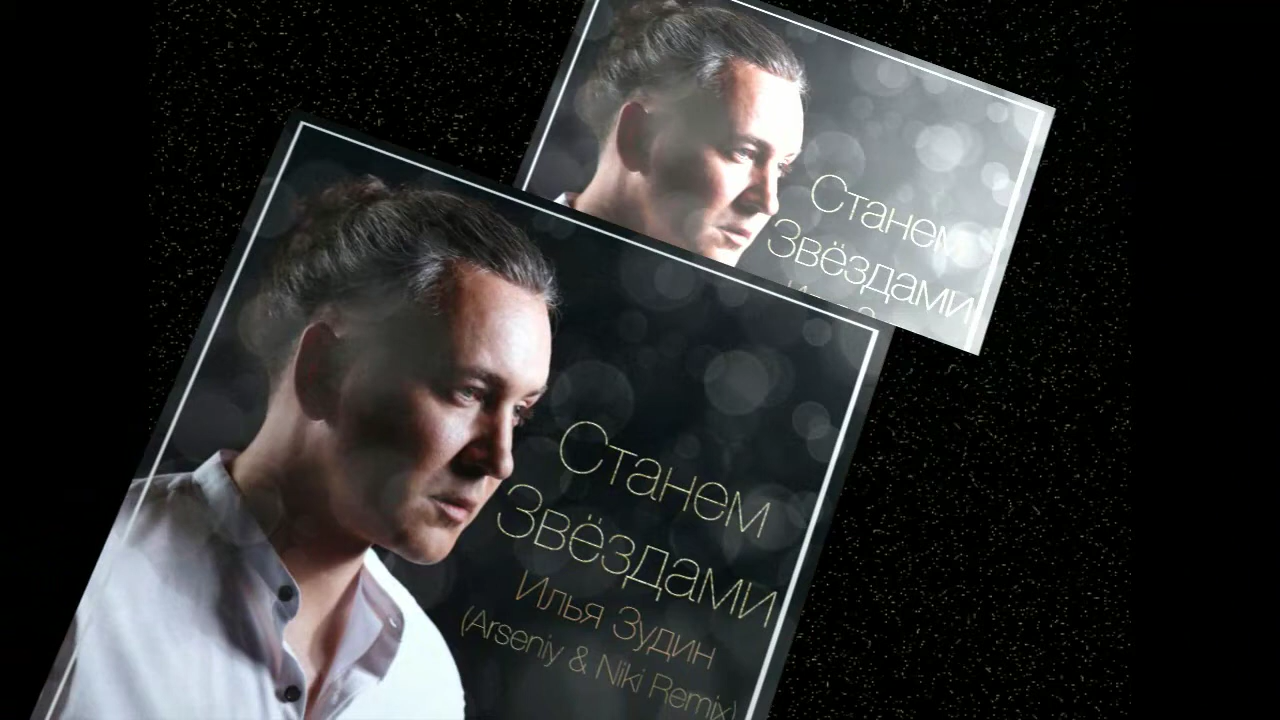 Станем
Звёздами
Станем
Звёздами
Илья Зудин
(Arseniy & Niki Remix)